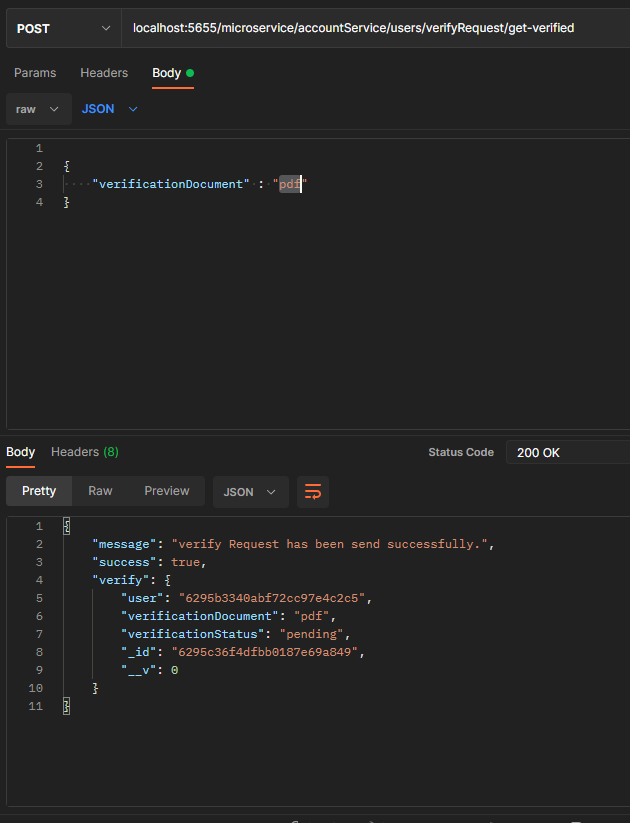 POST localhost:5655/microservice/accountService/users/verifyRequest/get-verified
Params Headers Body
raw JSON
1
2 {
3 "verificationDocument" : "pdf"
4 }
Body Headers (8) Status Code 200 OK
Pretty Raw Preview JSON
1 {
2 "message": "verify Request has been send successfully.",
3 "success": true,
4 "verify": {
5 "user": "6295b3340abf72cc97e4c2c5",
6 "verificationDocument": "pdf",
7 "verificationStatus": "pending",
8 "_id": "6295c36f4dfbb0187e69a849",
9 "__v": 0
10 }
11 }